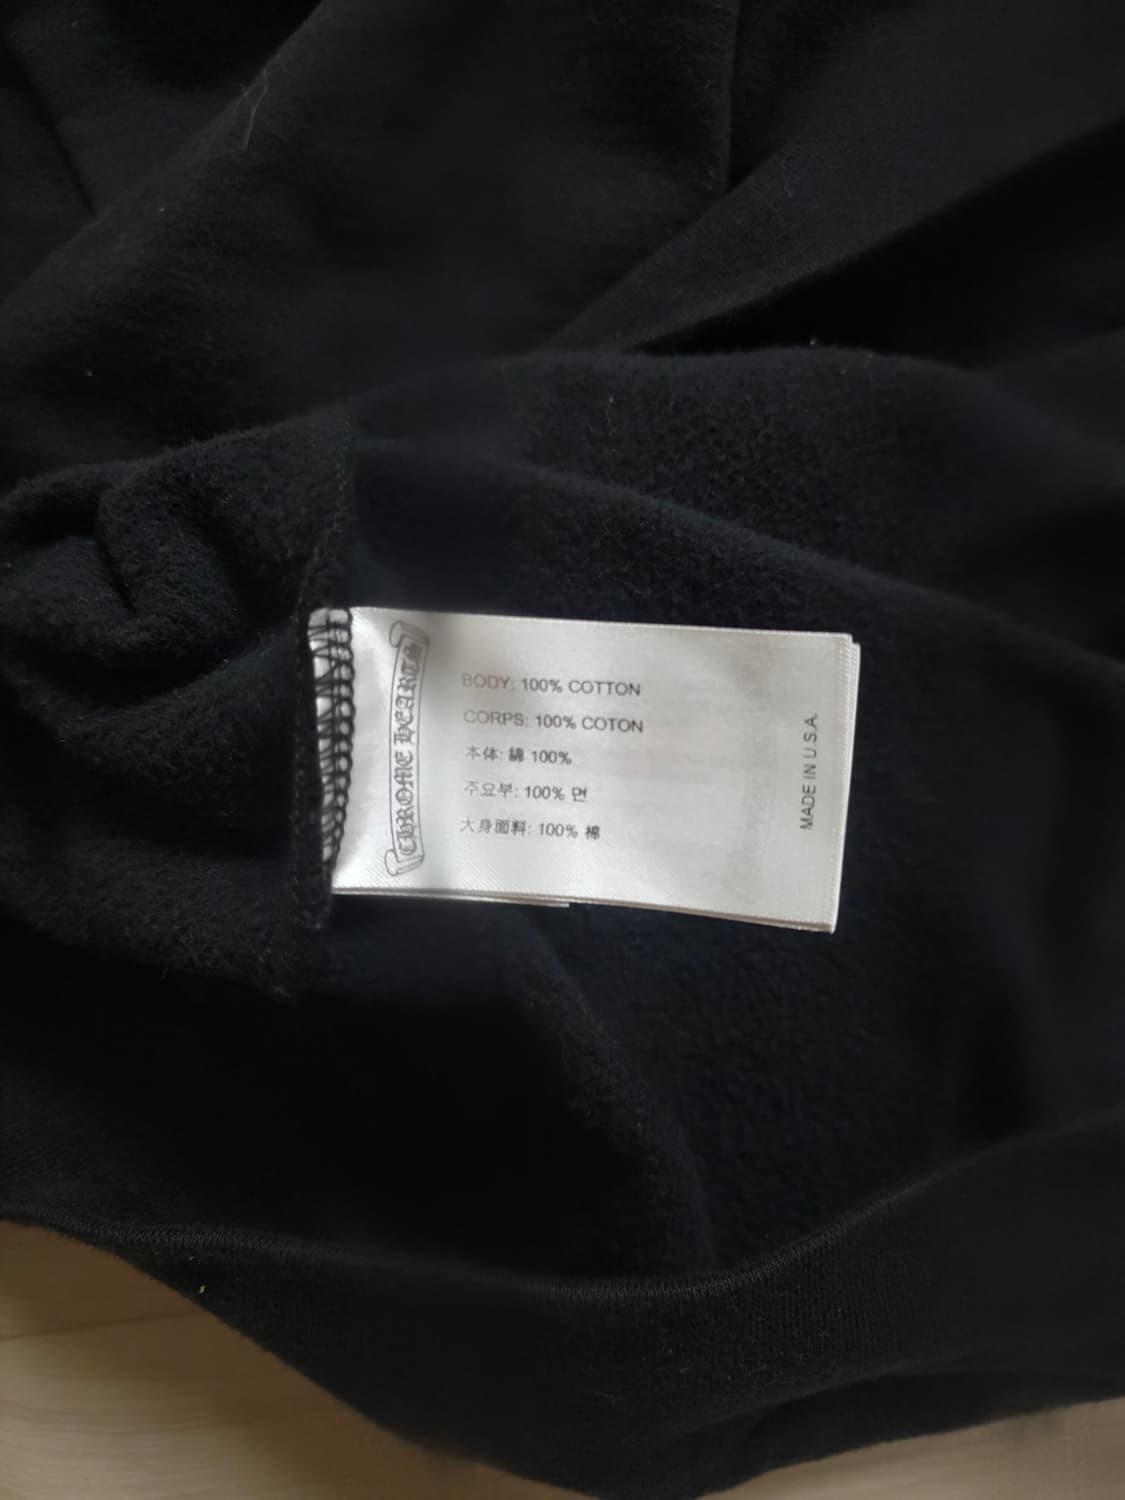 CHROME HEARTS
BODY: 100% COTTON
CORPS: 100% COTON
本体: 綿 100%
주요부: 100% 면
大身面料: 100% 棉
MADE IN U.S.A.